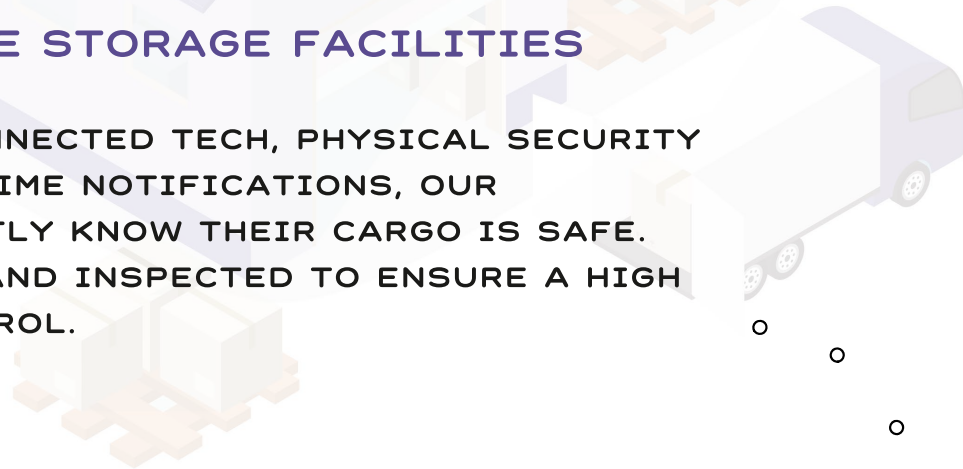 E STORAGE FACILITIES
NNECTED TECH, PHYSICAL SECURITY
IME NOTIFICATIONS, OUR
TLY KNOW THEIR CARGO IS SAFE.
AND INSPECTED TO ENSURE A HIGH
ROL.